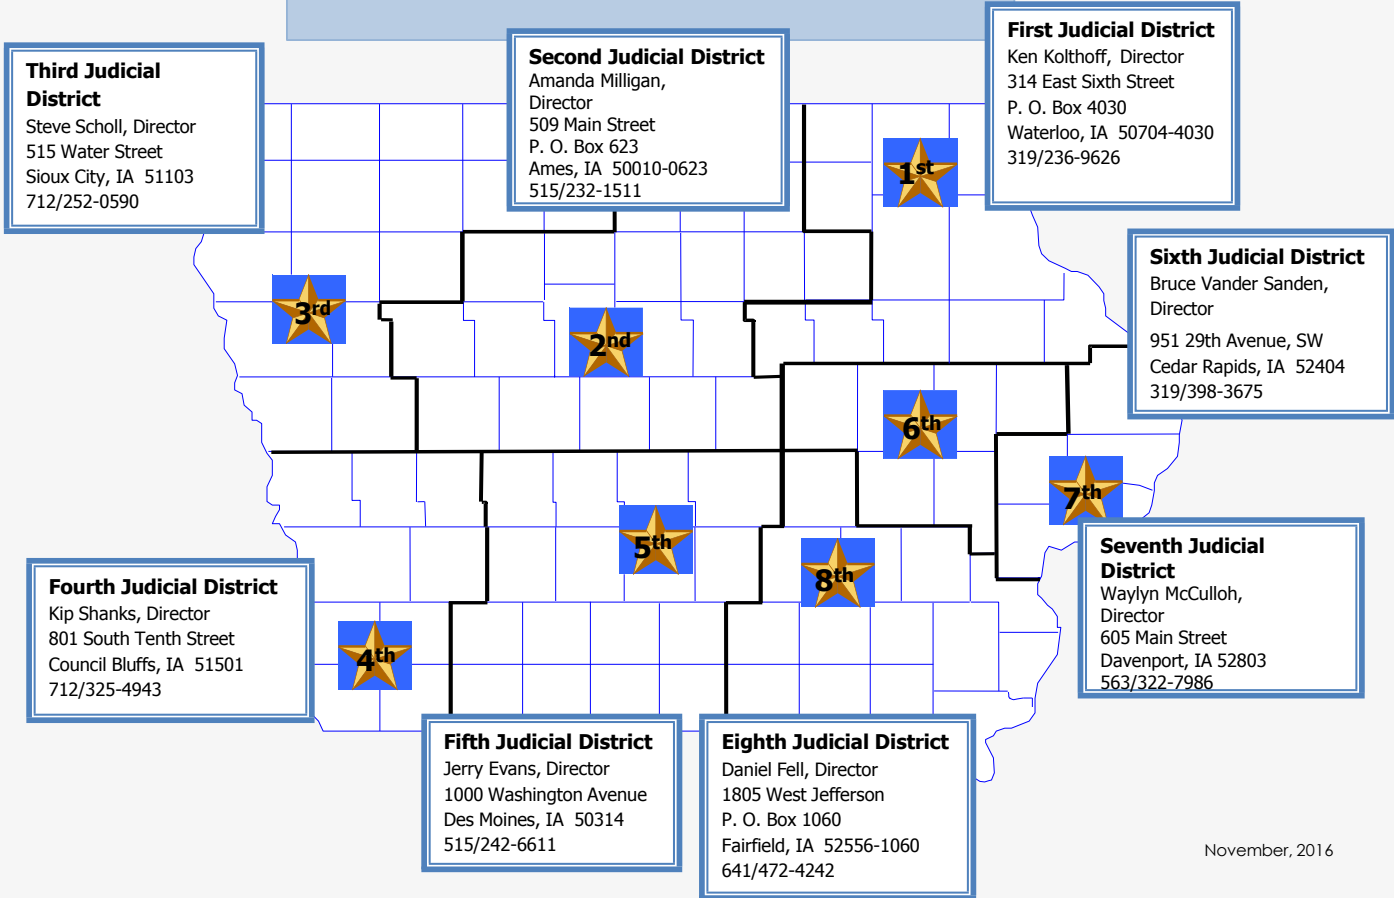 First Judicial District
Ken Kolthoff, Director
314 East Sixth Street
P. O. Box 4030
Waterloo, IA 50704-4030
319/236-9626
Second Judicial District
Amanda Milligan,
Director
509 Main Street
P. O. Box 623
Ames, IA 50010-0623
515/232-1511
Third Judicial
District
Steve Scholl, Director
515 Water Street
Sioux City, IA 51103
712/252-0590
1st
Sixth Judicial District
Bruce Vander Sanden,
Director
951 29th Avenue, SW
Cedar Rapids, IA 52404
319/398-3675
3rd
2nd
6th
7th
5th
8th
4th
Seventh Judicial
District
Waylyn McCulloh,
Director
605 Main Street
Davenport, IA 52803
563/322-7986
Fourth Judicial District
Kip Shanks, Director
801 South Tenth Street
Council Bluffs, IA 51501
712/325-4943
Fifth Judicial District
Jerry Evans, Director
1000 Washington Avenue
Des Moines, IA 50314
515/242-6611
Eighth Judicial District
Daniel Fell, Director
1805 West Jefferson
P. O. Box 1060
Fairfield, IA 52556-1060
641/472-4242
November, 2016